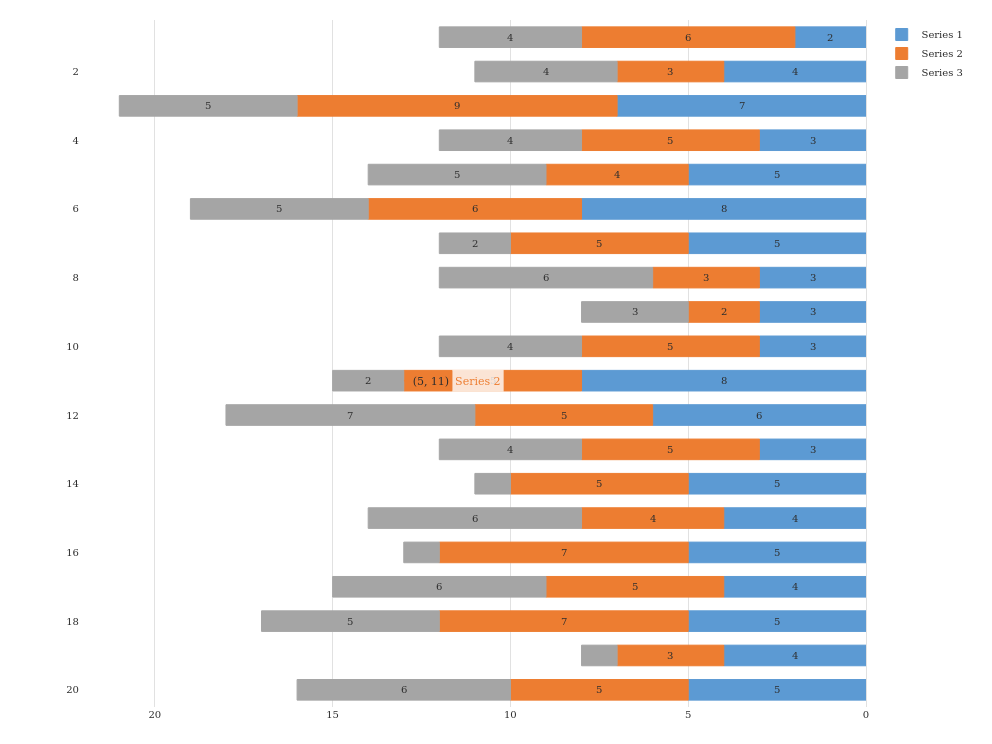 4 6 2 Series 1
Series 2
2 4 3 4 Series 3
5 9 7
4 4 5 3
5 4 5
6 5 6 8
2 5 5
8 6 3 3
3 2 3
10 4 5 3
2 (5, 11) Series 2 8
12 7 5 6
4 5 3
14 5 5
6 4 4
16 7 5
6 5 4
18 5 7 5
3 4
20 6 5 5
20 15 10 5 0